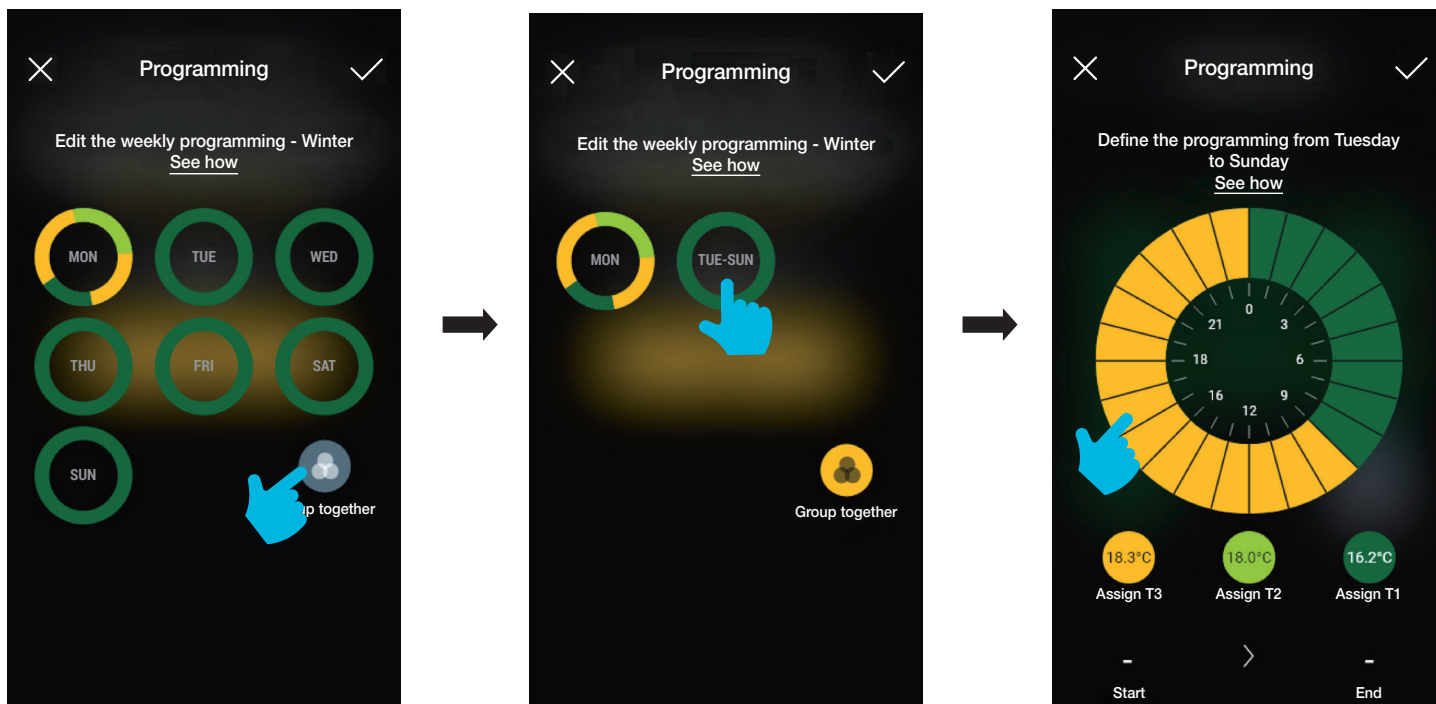 Programming
Edit the weekly programming - Winter
See how
MON
TUE
WED
THU
FRI
SAT
SUN
together
Programming
Edit the weekly programming - Winter
See how
MON
TUE-SUN
Group together
Programming
Define the programming from Tuesday
to Sunday
See how
0
3
6
9
12
16
18
21
18.3°C
18.0°C
16.2°C
Assign T3
Assign T2
Assign T1
-
-
Start
End